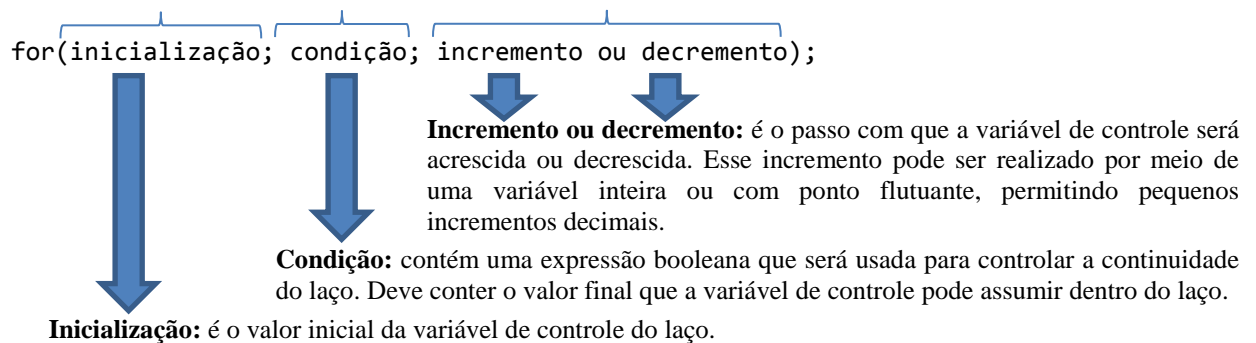 for(inicialização; condição; incremento ou decremento);
Incremento ou decremento: é o passo com que a variável de controle será
acrescida ou decrescida. Esse incremento pode ser realizado por meio de
uma variável inteira ou com ponto flutuante, permitindo pequenos
incrementos decimais.
Condição: contém uma expressão booleana que será usada para controlar a continuidade
do laço. Deve conter o valor final que a variável de controle pode assumir dentro do laço.
Inicialização: é o valor inicial da variável de controle do laço.